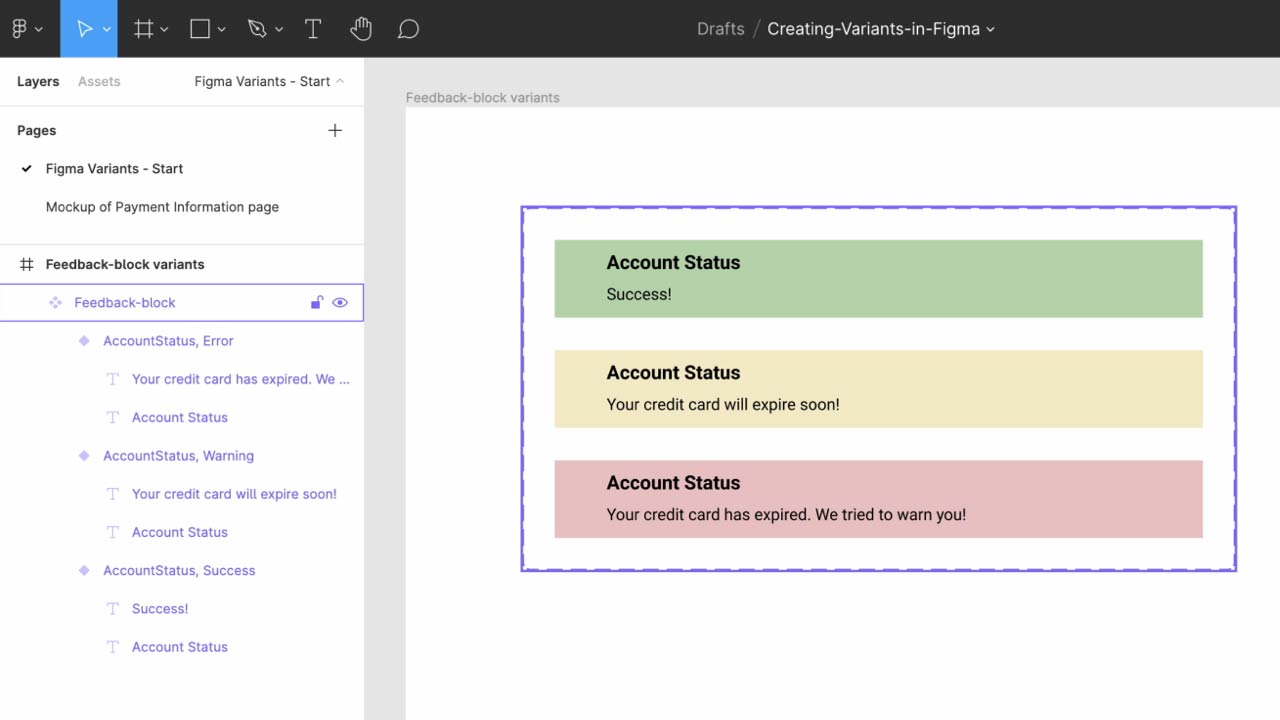 Drafts / Creating-Variants-in-Figma
Layers Assets Figma Variants - Start
Pages
Figma Variants - Start
Mockup of Payment Information page
Feedback-block variants
Feedback-block
AccountStatus, Error
Your credit card has expired. We ...
Account Status
AccountStatus, Warning
Your credit card will expire soon!
Account Status
AccountStatus, Success
Success!
Account Status
Feedback-block variants
Account Status
Success!
Account Status
Your credit card will expire soon!
Account Status
Your credit card has expired. We tried to warn you!